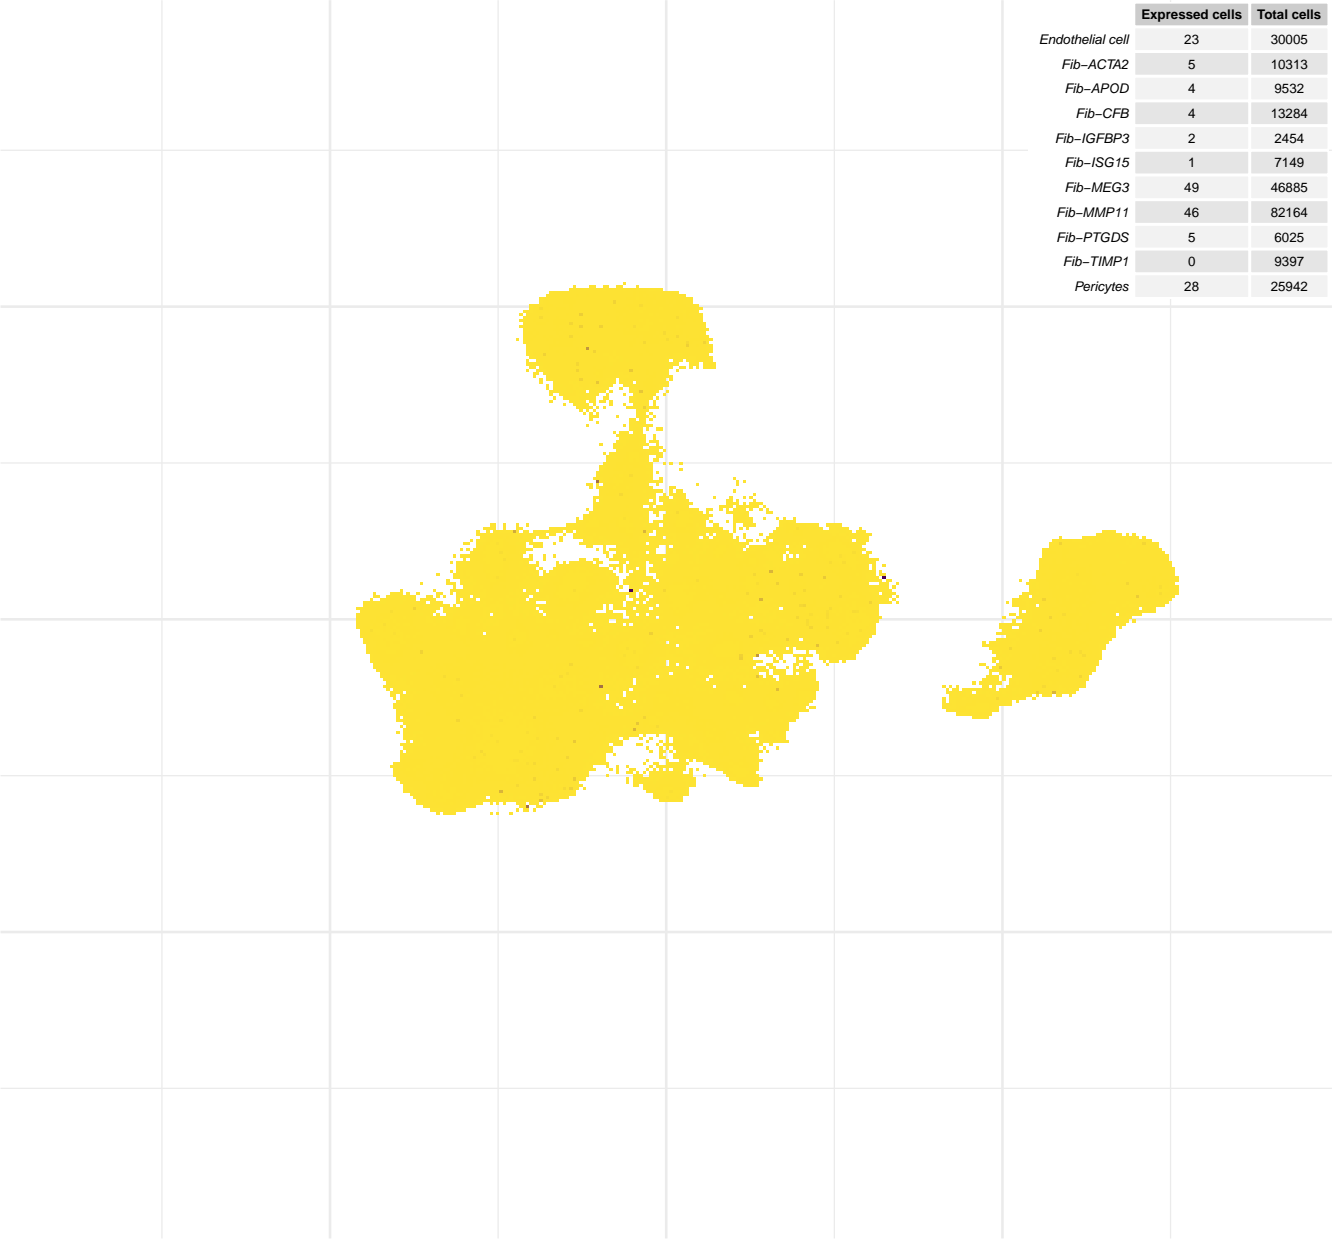 Expressed cells Total cells
Endothelial cell 23 30005
Fib−ACTA2 5 10313
Fib−APOD 4 9532
Fib−CFB 4 13284
Fib−IGFBP3 2 2454
Fib−ISG15 1 7149
Fib−MEG3 49 46885
Fib−MMP11 46 82164
Fib−PTGDS 5 6025
Fib−TIMP1 0 9397
Pericytes 28 25942